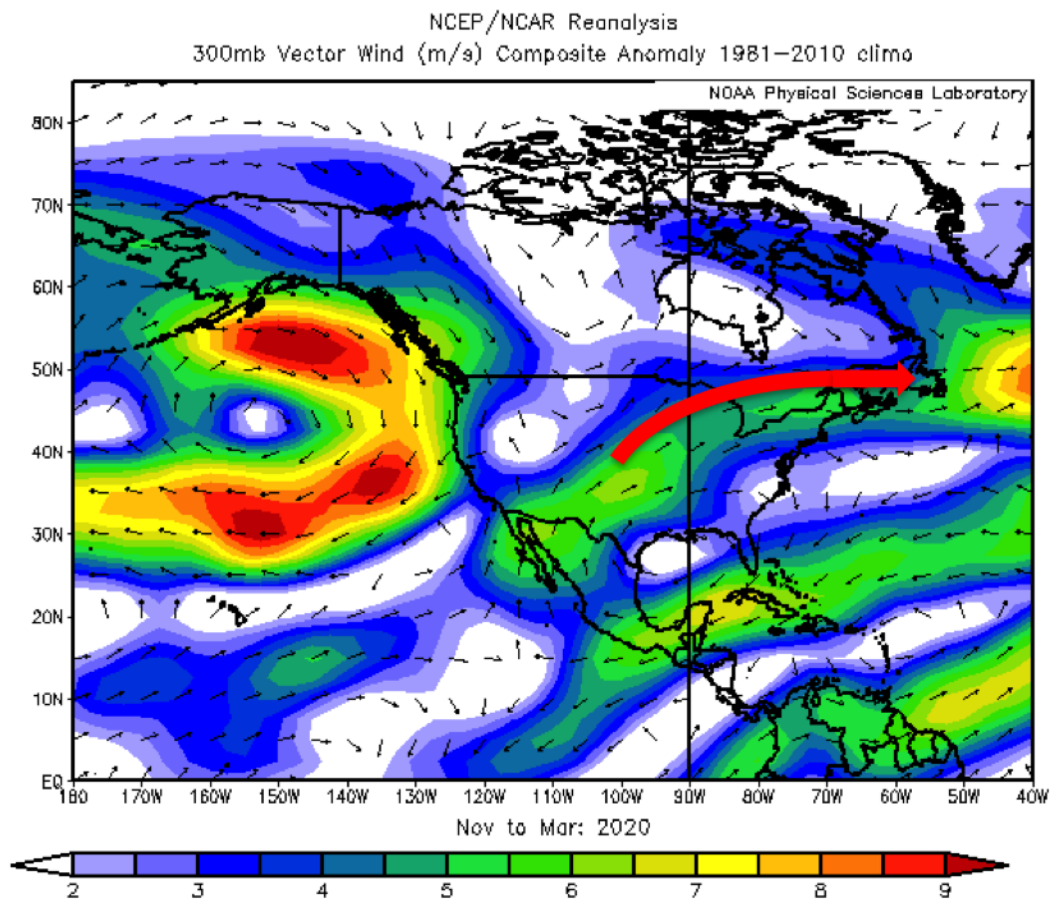 NCEP/NCAR Reanalysis
300mb Vector Wind (m/s) Composite Anomaly 1981-2010 climo
NOAA Physical Sciences Laboratory
80N
70N
60N
50N
40N
30N
20N
10N
EQ
180 170W 160W 150W 140W 130W 120W 110W 100W 90W 80W 70W 60W 50W 40W
Nov to Mar: 2020
2 3 4 5 6 7 8 9